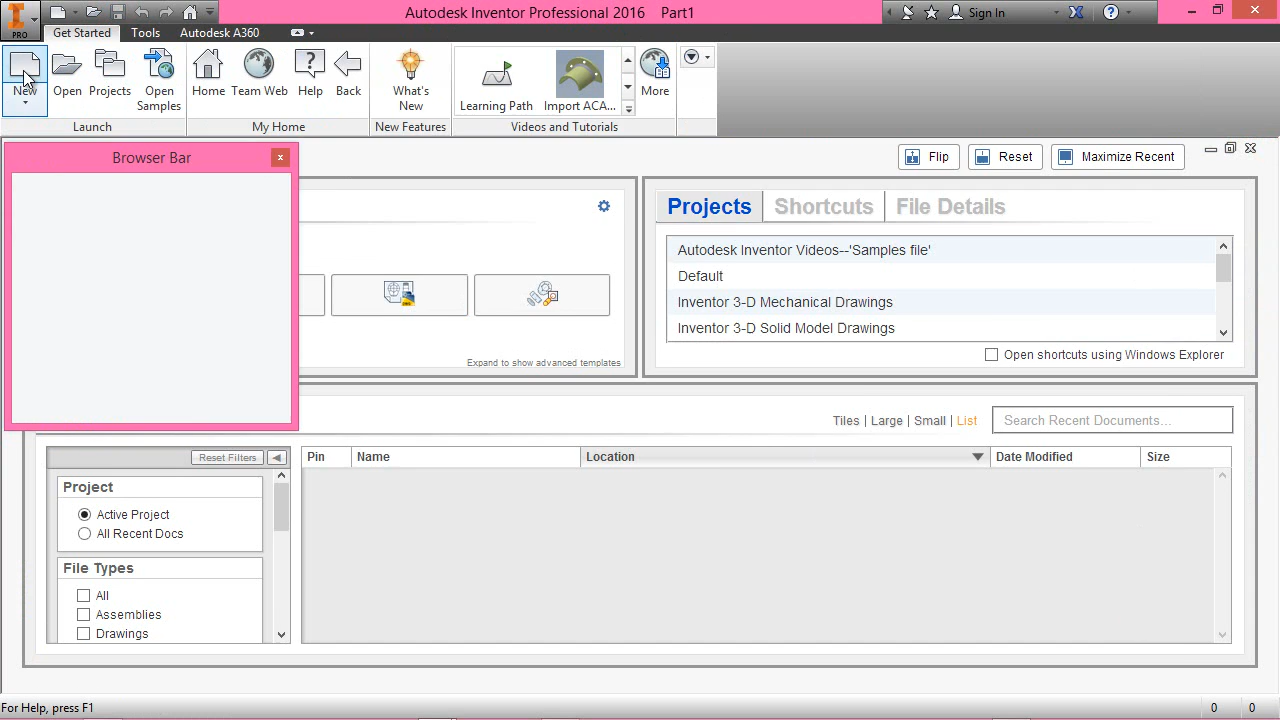 Autodesk Inventor Professional 2016 Part1
Sign In
PRO
Get Started
Tools
Autodesk A360
New
Open
Projects
Open Samples
Home
Team Web
Help
Back
What's New
Learning Path
Import ACA...
More
Launch
My Home
New Features
Videos and Tutorials
Browser Bar
Flip
Reset
Maximize Recent
Projects
Shortcuts
File Details
Autodesk Inventor Videos--'Samples file'
Default
Inventor 3-D Mechanical Drawings
Inventor 3-D Solid Model Drawings
Open shortcuts using Windows Explorer
Expand to show advanced templates
Tiles | Large | Small | List
Search Recent Documents...
Reset Filters
Pin
Name
Location
Date Modified
Size
Project
Active Project
All Recent Docs
File Types
All
Assemblies
Drawings
For Help, press F1
0
0